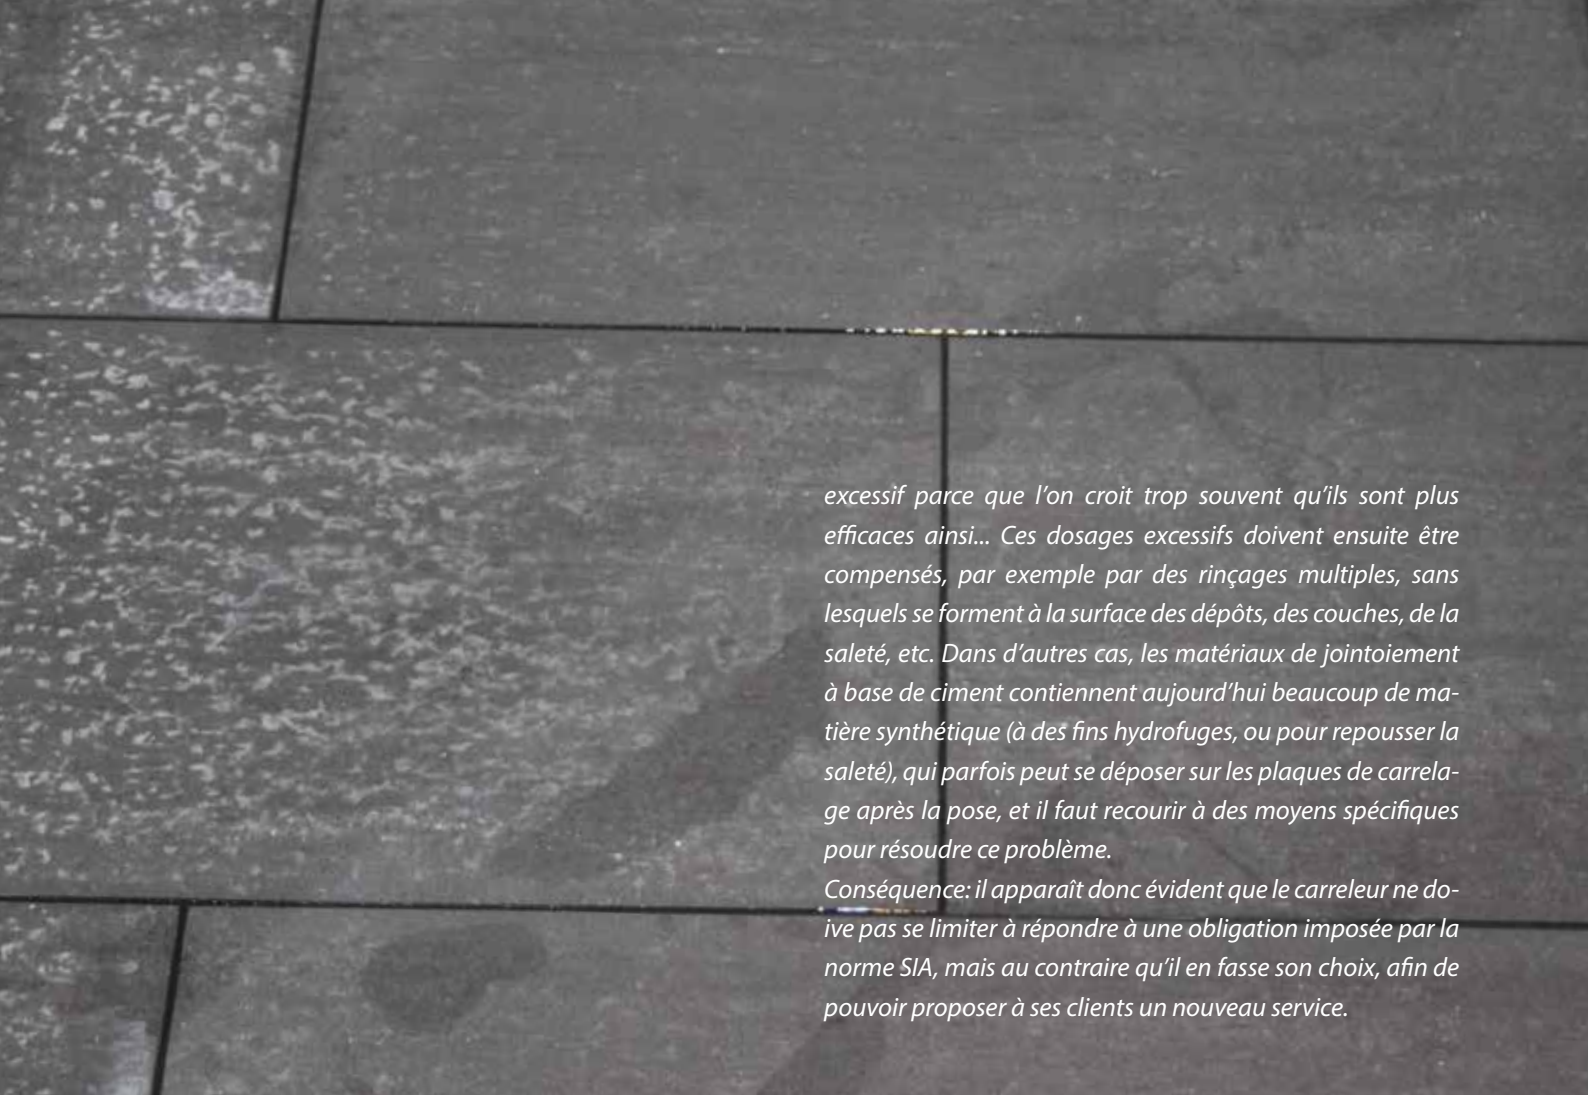 excessif parce que l’on croit trop souvent qu’ils sont plus
efficaces ainsi... Ces dosages excessifs doivent ensuite être
compensés, par exemple par des rinçages multiples, sans
lesquels se forment à la surface des dépôts, des couches, de la
saleté, etc. Dans d’autres cas, les matériaux de jointoiement
à base de ciment contiennent aujourd’hui beaucoup de ma-
tière synthétique (à des fins hydrofuges, ou pour repousser la
saleté), qui parfois peut se déposer sur les plaques de carrela-
ge après la pose, et il faut recourir à des moyens spécifiques
pour résoudre ce problème.
Conséquence: il apparaît donc évident que le carreleur ne do-
ive pas se limiter à répondre à une obligation imposée par la
norme SIA, mais au contraire qu’il en fasse son choix, afin de
pouvoir proposer à ses clients un nouveau service.